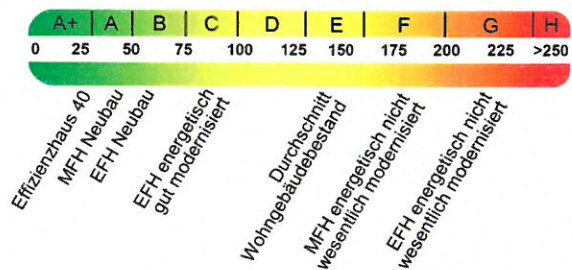 A+ A B C D E F G H
0 25 50 75 100 125 150 175 200 225 >250
Effizienzhaus 40
MFH Neubau
EFH Neubau
EFH energetisch
gut modernisiert
Durchschnitt
Wohngebäudebestand
MFH energetisch nicht
wesentlich modernisiert
EFH energetisch nicht
wesentlich modernisiert